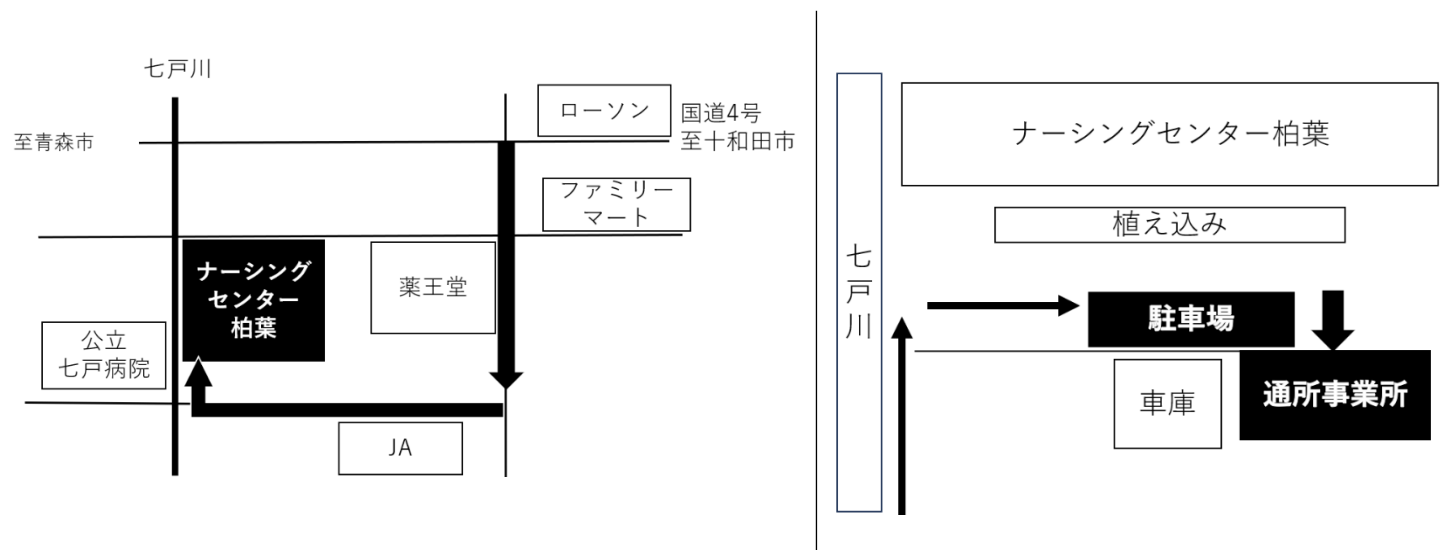 七戸川
ローソン
国道4号
至十和田市
至青森市
ファミリー
マート
ナーシング
センター
柏葉
薬王堂
公立
七戸病院
JA
ナーシングセンター柏葉
植え込み
七戸川
駐車場
通所事業所
車庫